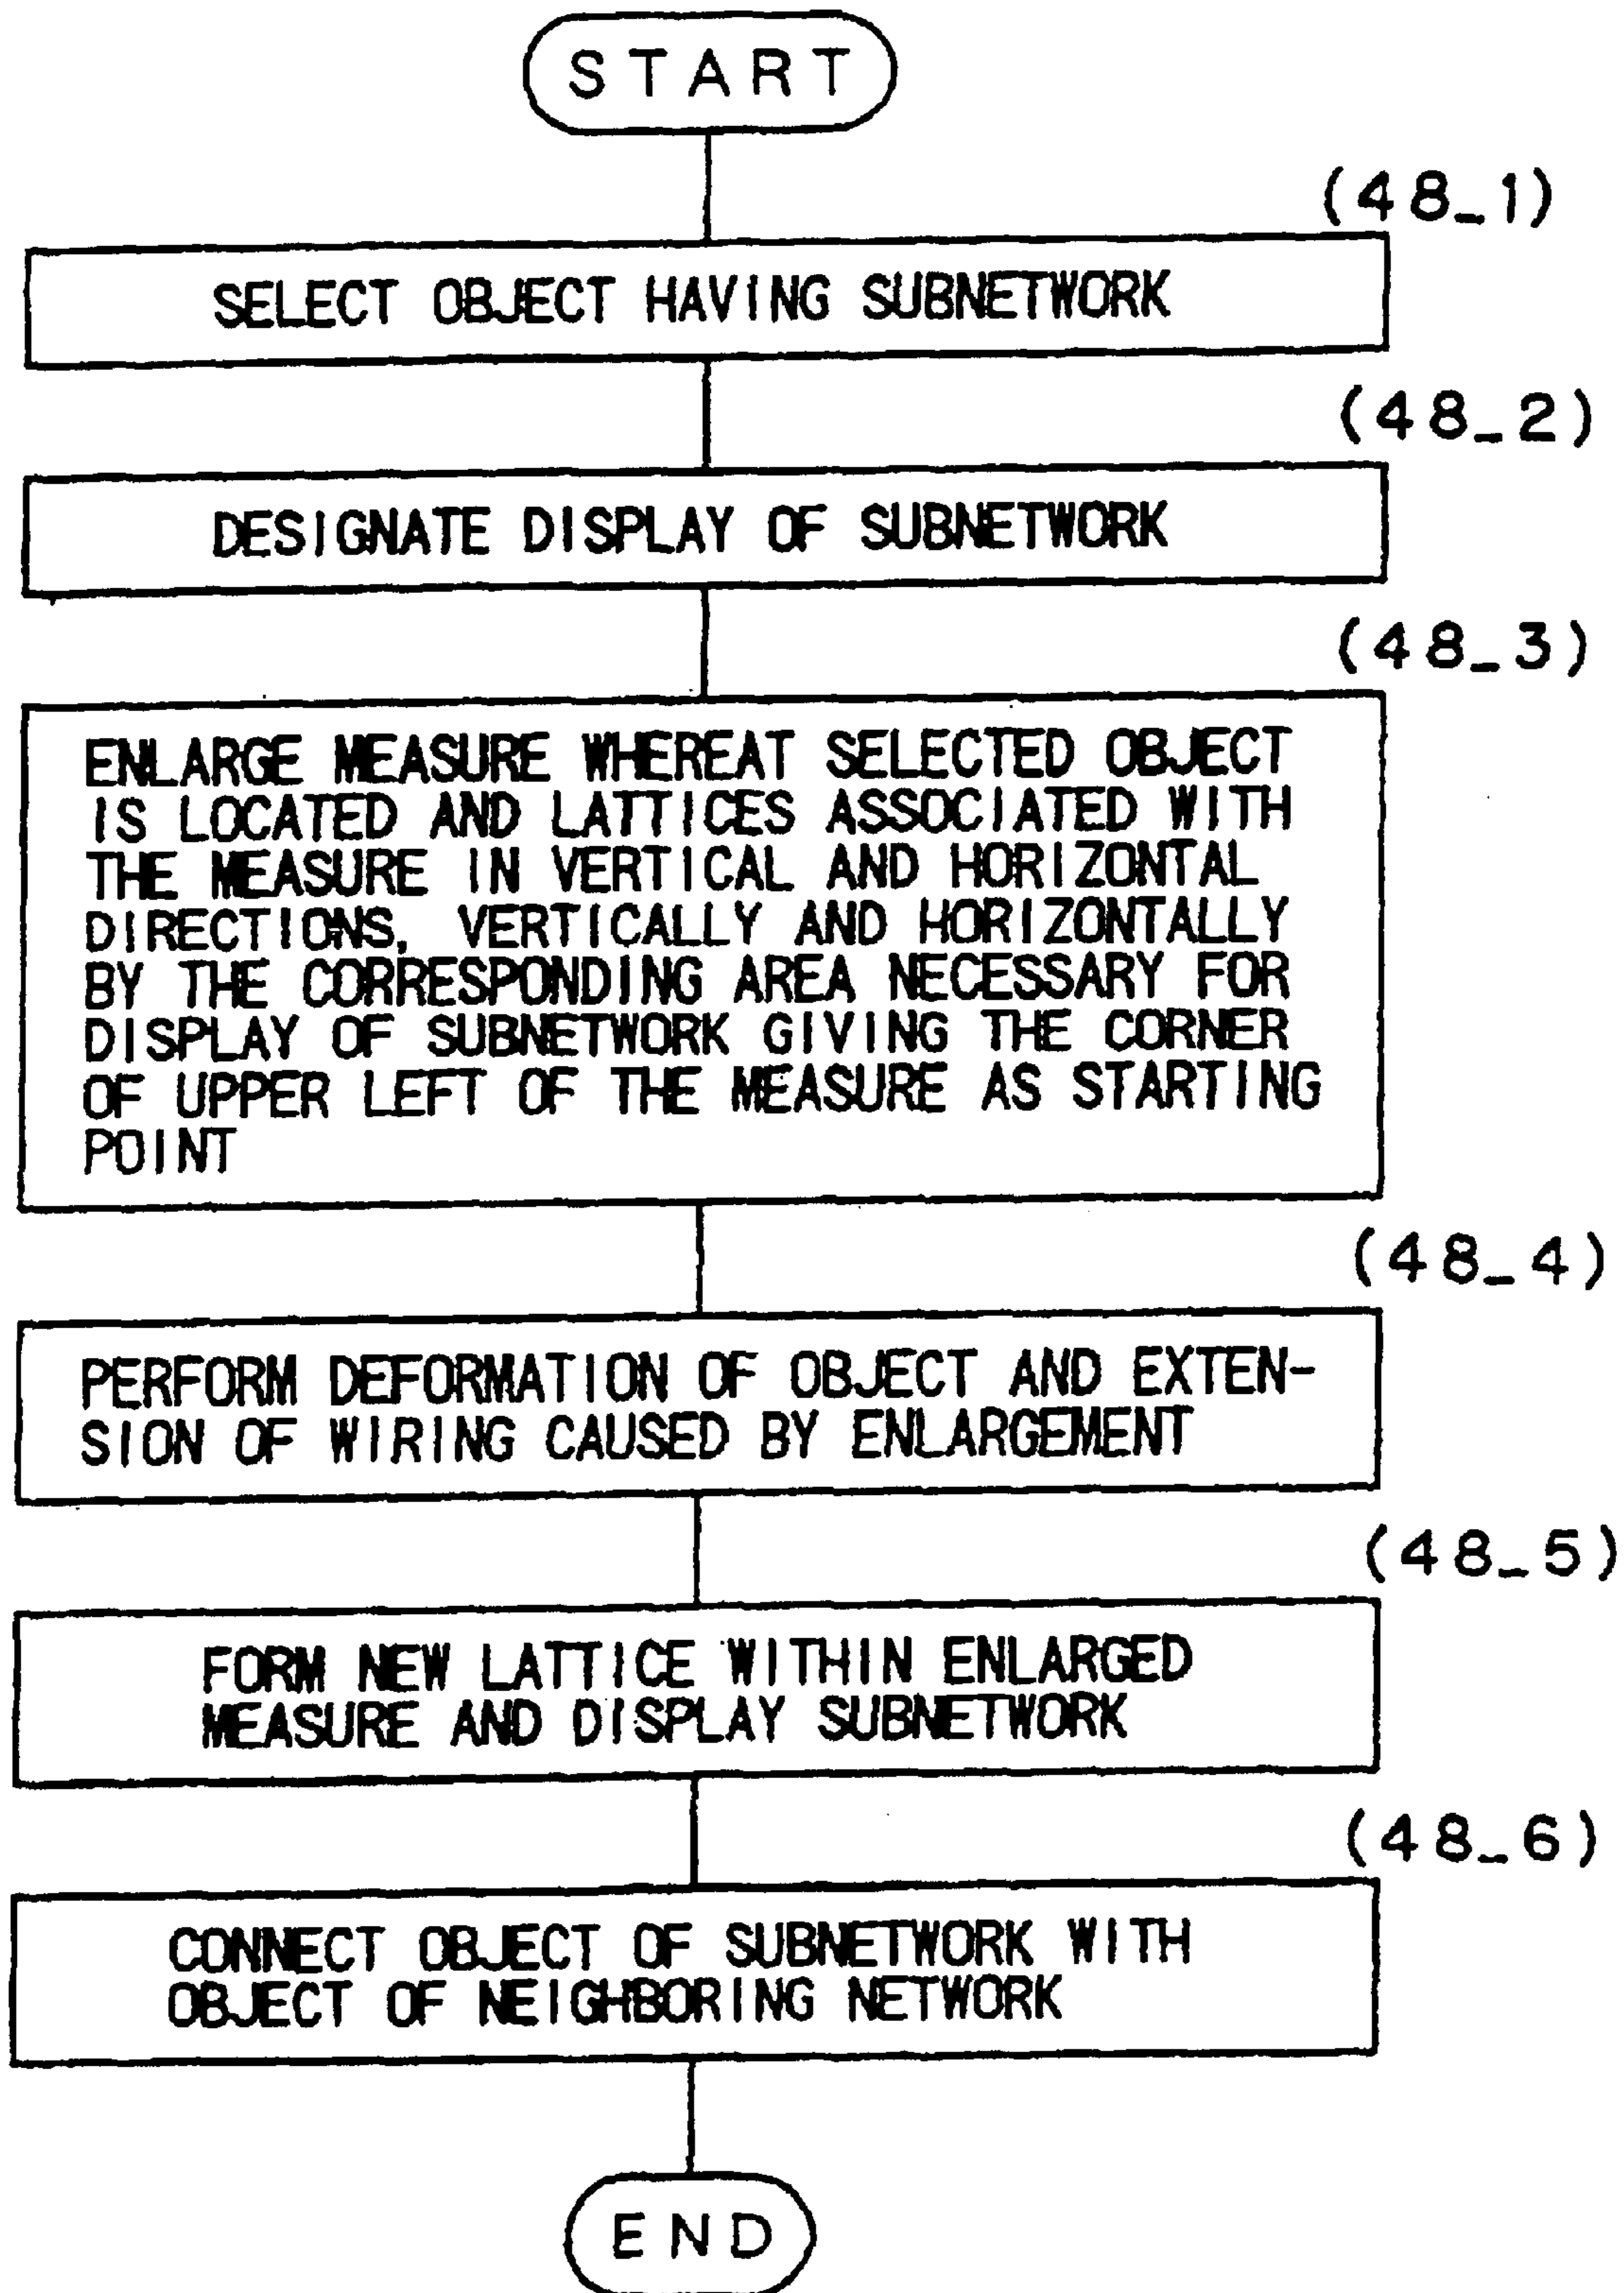 START
(48_1)
SELECT OBJECT HAVING SUBNETWORK
(48_2)
DESIGNATE DISPLAY OF SUBNETWORK
(48_3)
ENLARGE MEASURE WHEREAT SELECTED OBJECT
IS LOCATED AND LATTICES ASSOCIATED WITH
THE MEASURE IN VERTICAL AND HORIZONTAL
DIRECTIONS, VERTICALLY AND HORIZONTALLY
BY THE CORRESPONDING AREA NECESSARY FOR
DISPLAY OF SUBNETWORK GIVING THE CORNER
OF UPPER LEFT OF THE MEASURE AS STARTING
POINT
(48_4)
PERFORM DEFORMATION OF OBJECT AND EXTEN-
SION OF WIRING CAUSED BY ENLARGEMENT
(48_5)
FORM NEW LATTICE WITHIN ENLARGED
MEASURE AND DISPLAY SUBNETWORK
(48_6)
CONNECT OBJECT OF SUBNETWORK WITH
OBJECT OF NEIGHBORING NETWORK
END